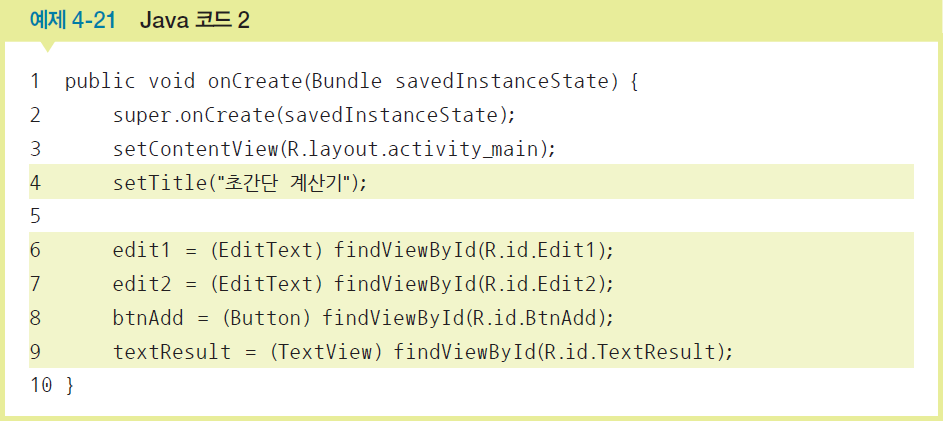 예제 4-21 Java 코드 2
1 public void onCreate(Bundle savedInstanceState) {
2 super.onCreate(savedInstanceState);
3 setContentView(R.layout.activity_main);
4 setTitle("초간단 계산기");
5
6 edit1 = (EditText) findViewById(R.id.Edit1);
7 edit2 = (EditText) findViewById(R.id.Edit2);
8 btnAdd = (Button) findViewById(R.id.BtnAdd);
9 textResult = (TextView) findViewById(R.id.TextResult);
10 }